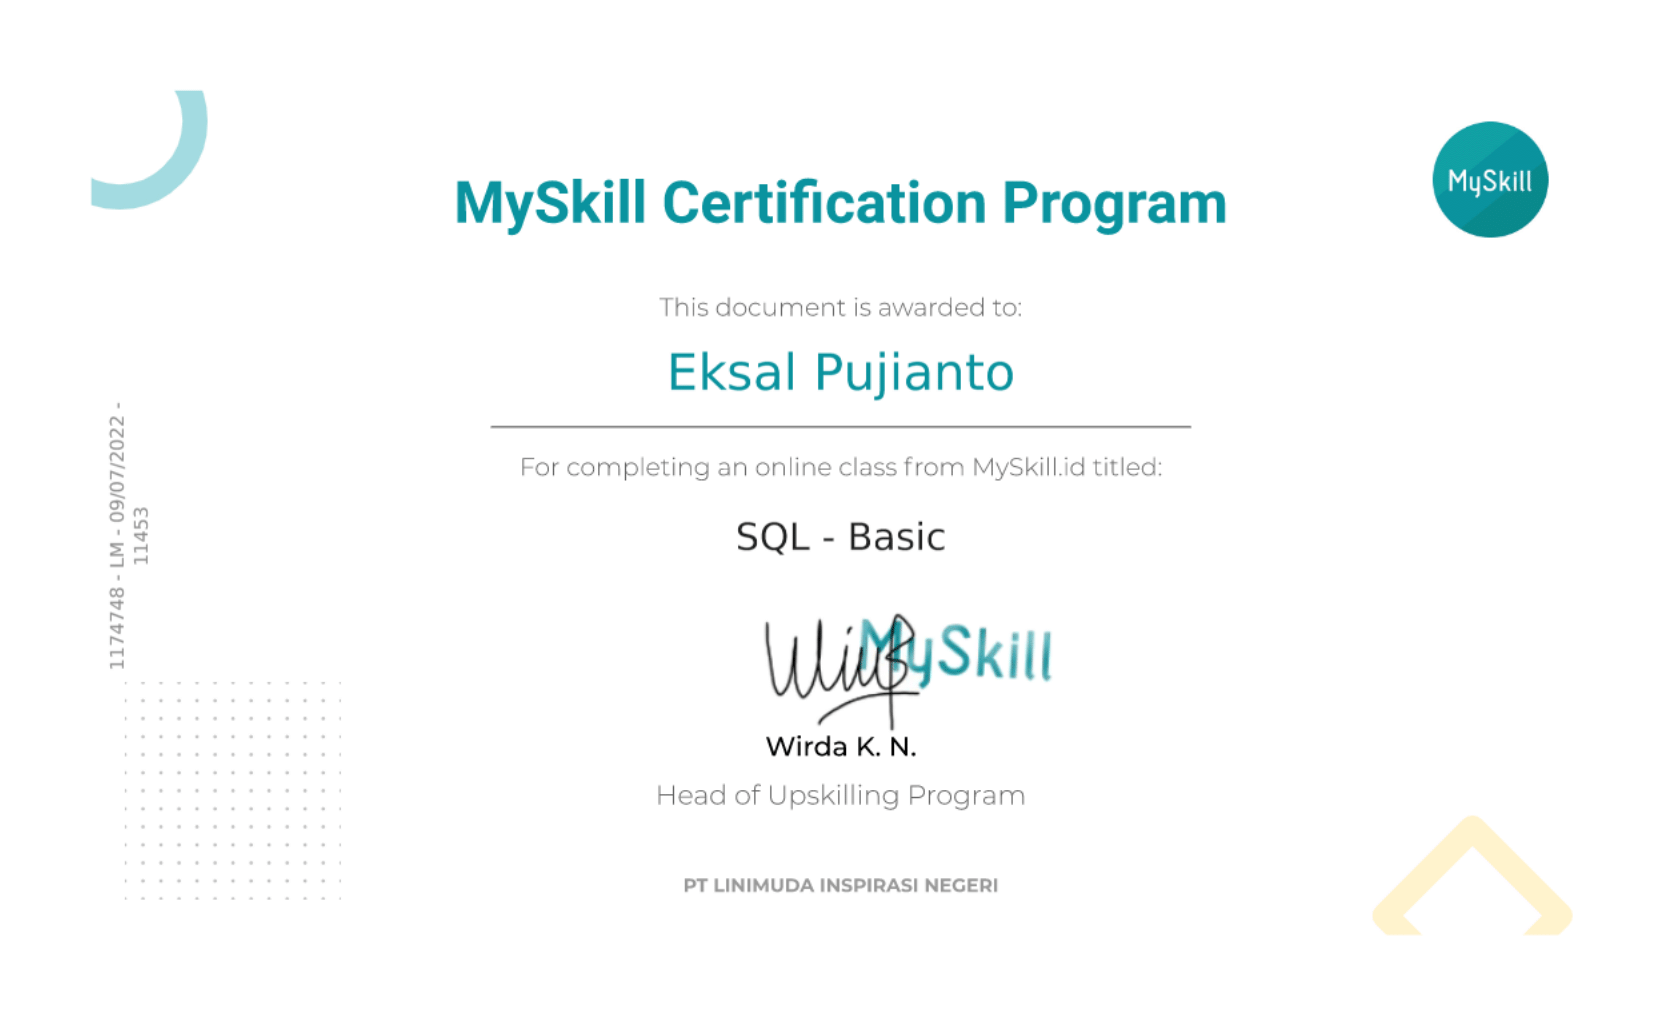 MySkill
MySkill Certification Program
This document is awarded to:
Eksal Pujianto
For completing an online class from MySkill.id titled:
SQL - Basic
MySkill
Wirda K. N.
Head of Upskilling Program
PT LINIMUDA INSPIRASI NEGERI
1174748 - LM - 09/07/2022 -
11453